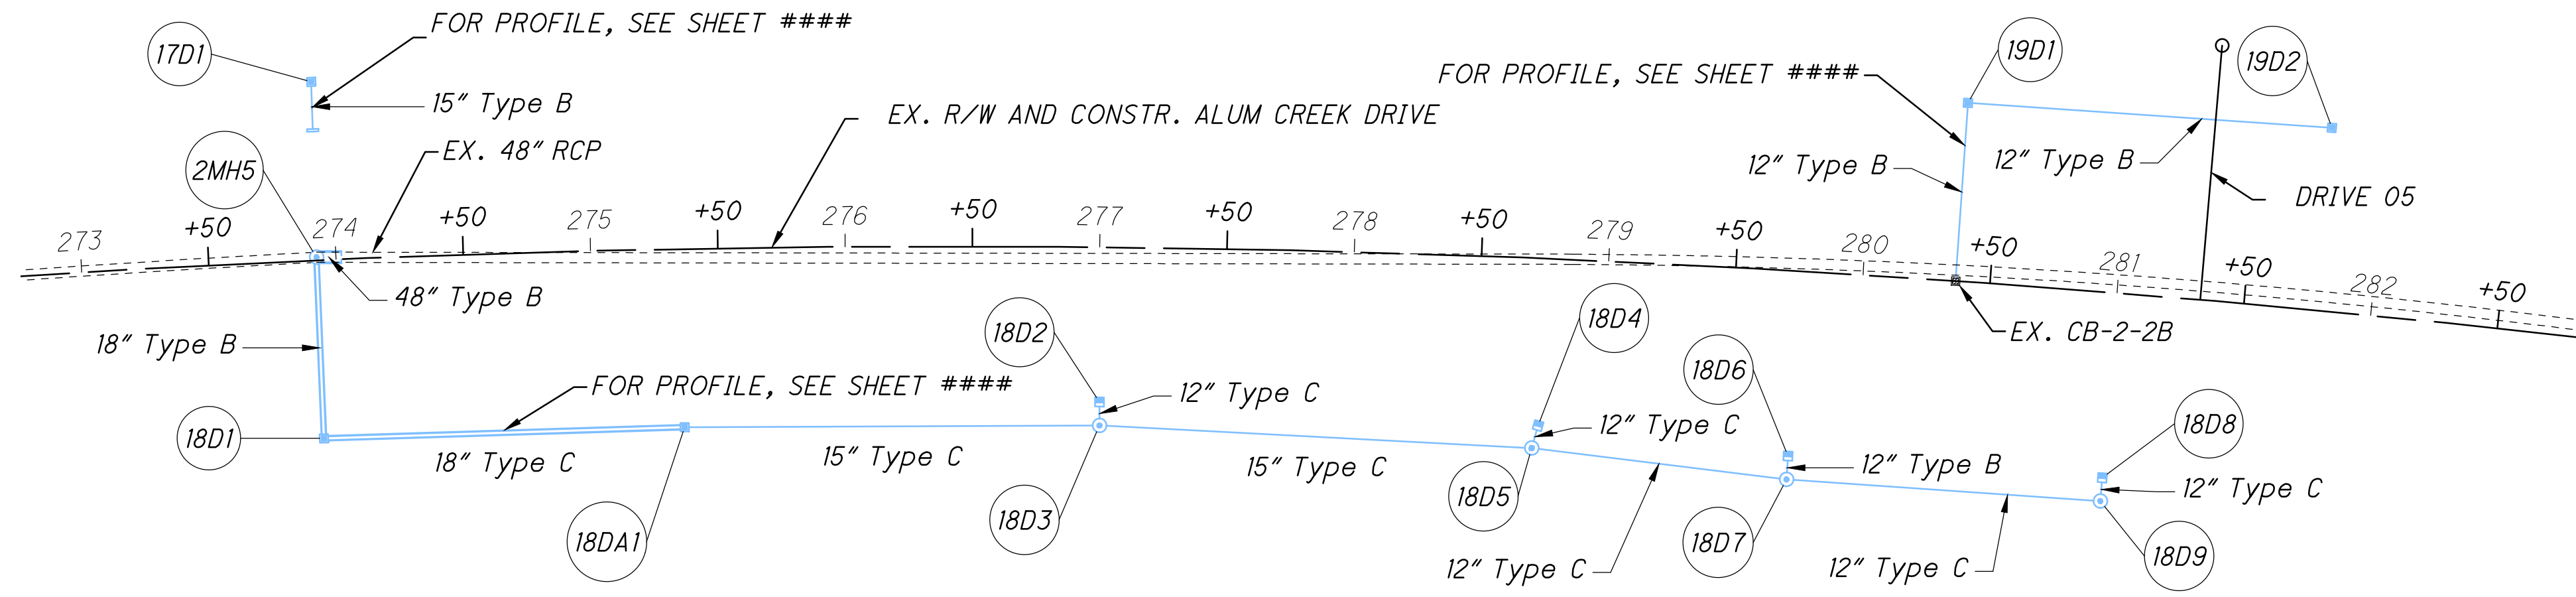 FOR PROFILE, SEE SHEET ####
17D1
15" Type B
2MH5
EX. 48" RCP
EX. R/W AND CONSTR. ALUM CREEK DRIVE
FOR PROFILE, SEE SHEET ####
19D1
19D2
12" Type B
12" Type B
DRIVE 05
273
+50
274
+50
275
+50
276
+50
277
+50
278
+50
279
+50
280
+50
281
+50
282
+50
48" Type B
18" Type B
EX. CB-2-2B
18D2
18D4
18D6
FOR PROFILE, SEE SHEET ####
12" Type C
12" Type C
18D8
18D1
18" Type C
15" Type C
15" Type C
12" Type B
12" Type C
18DA1
18D3
18D5
18D7
18D9
12" Type C
12" Type C